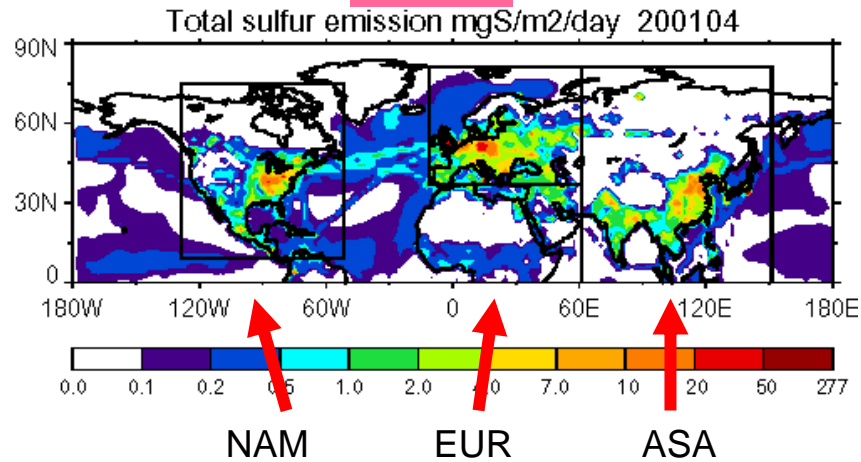 Total sulfur emission mgS/m2/day 200104
90N
60N
30N
0
180W 120W 60W 0 60E 120E 180E
0.0 0.1 0.2 1.0 2.0 7.0 10 20 50 277
NAM EUR ASA